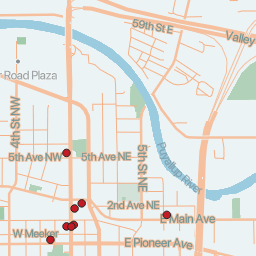 59th St E
Valley
Road Plaza
4th St NW
5th Ave NW
5th Ave NE
5th St NE
Puyallup River
2nd Ave NE
E Main Ave
W Meeker
E Pioneer Ave